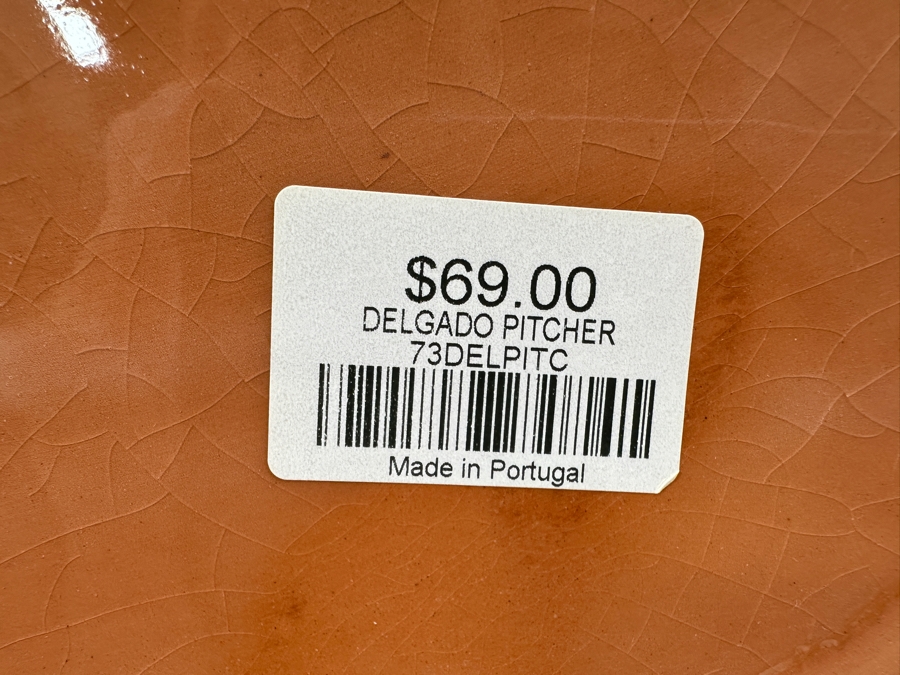 $69.00
DELGADO PITCHER
73DELPITC
Made in Portugal